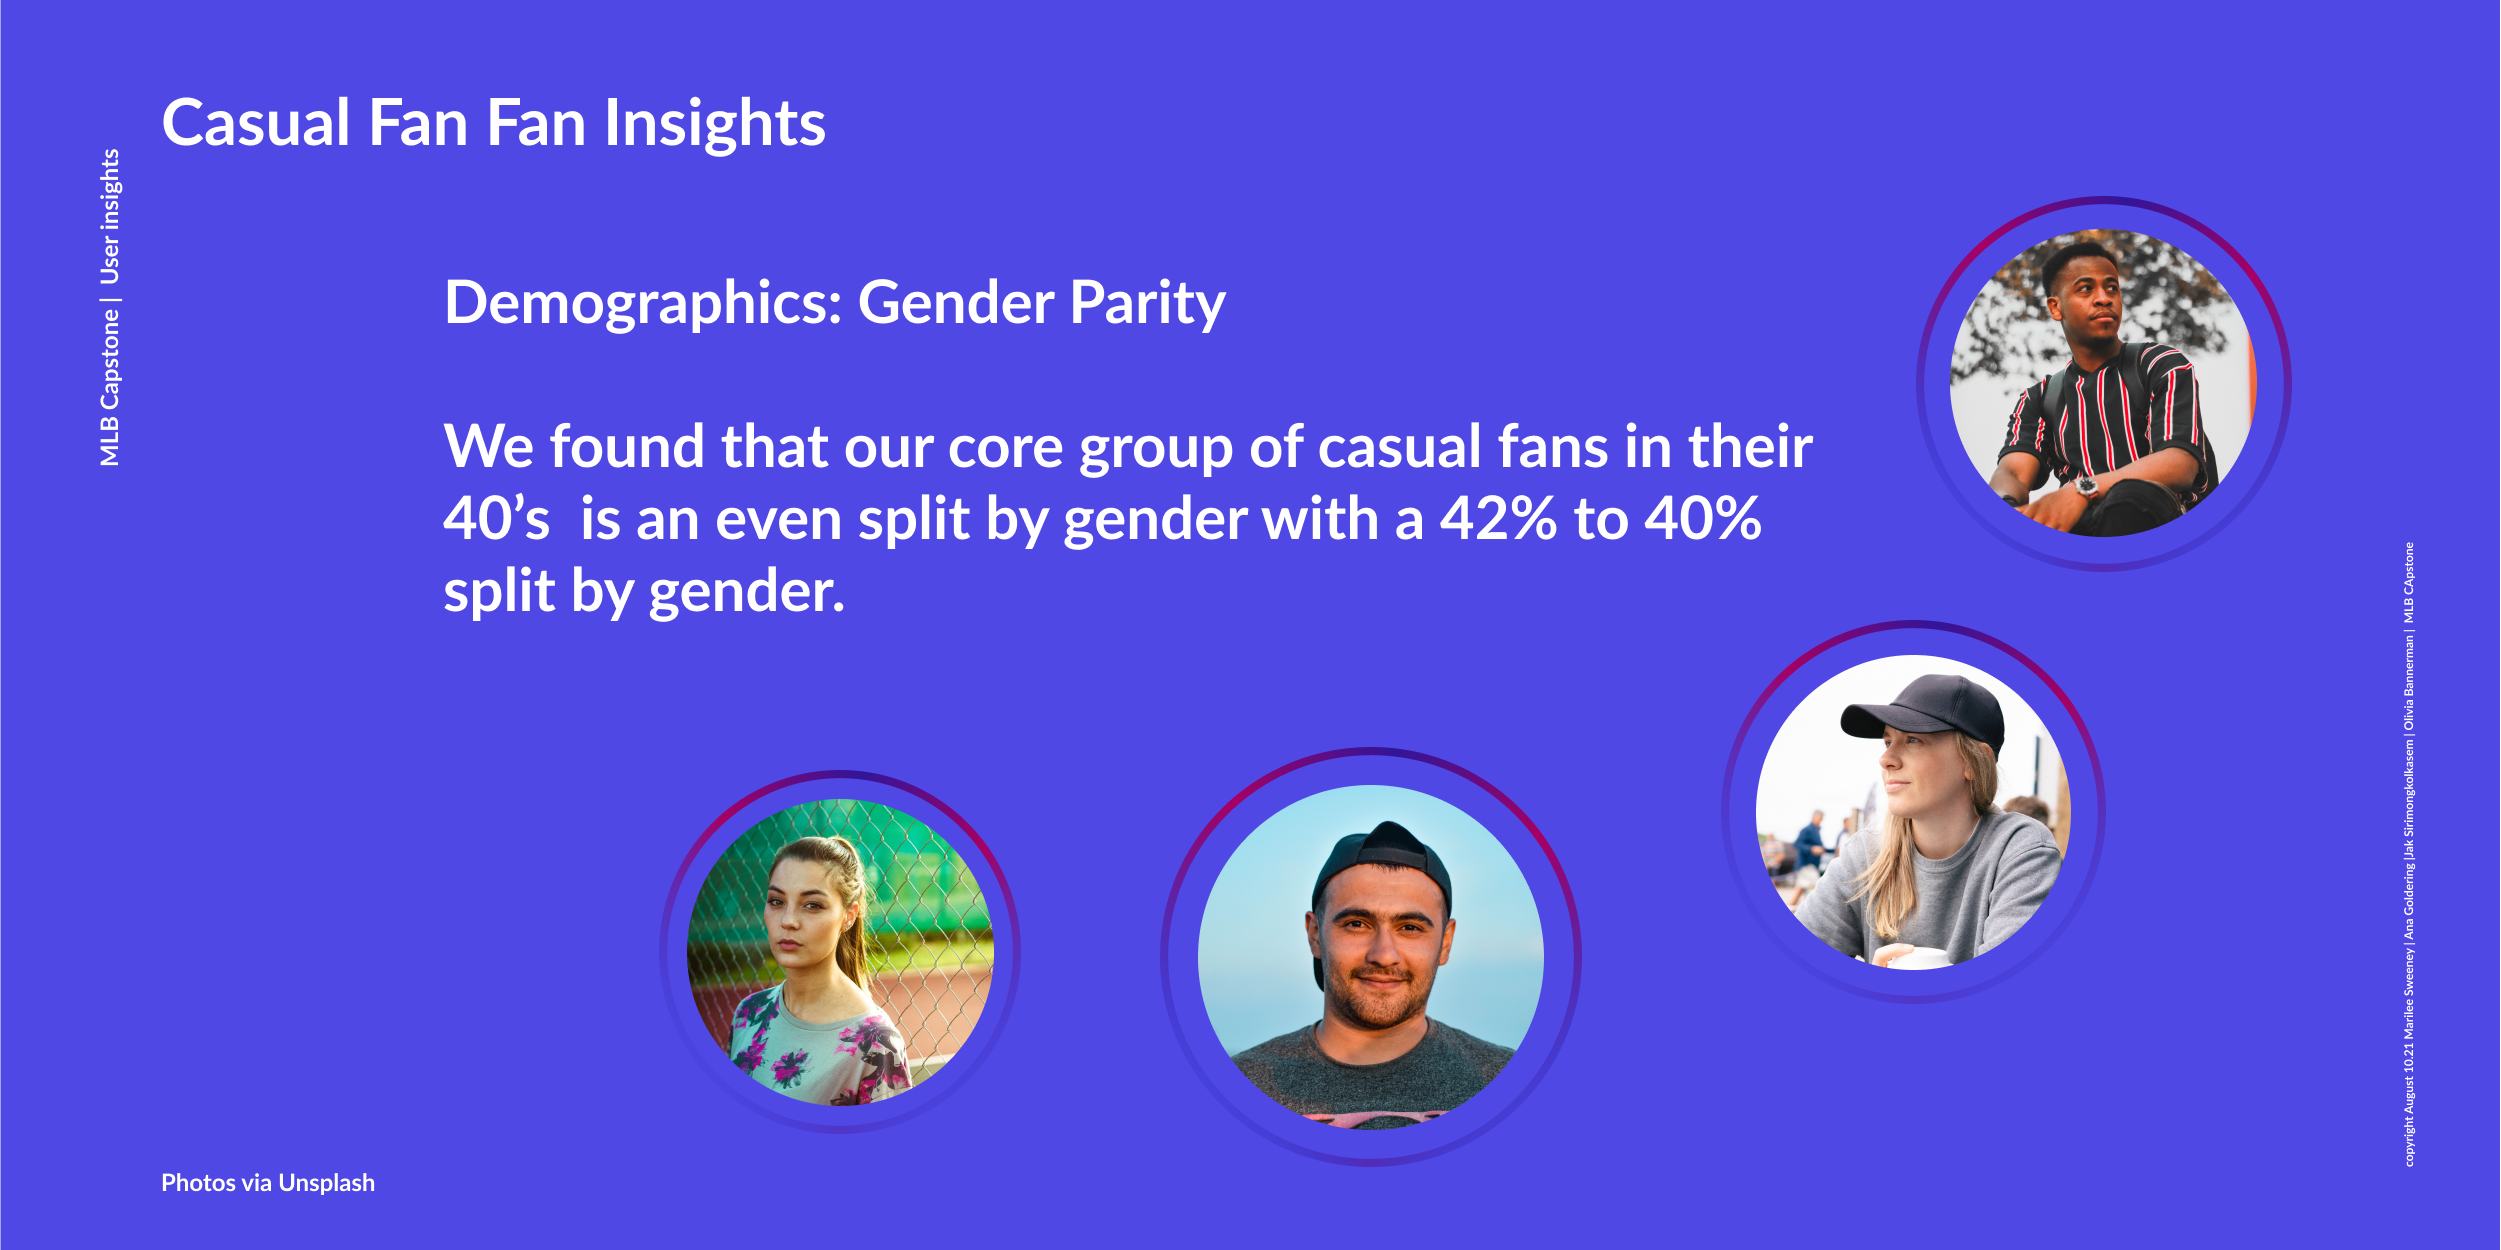 Casual Fan Fan Insights
MLB Capstone | User insights
Demographics: Gender Parity
We found that our core group of casual fans in their
40’s  is an even split by gender with a 42% to 40%
split by gender.
copyright August 10.21 Marilee Sweeney | Ana Goldering |Jak Sirimongkolkasem | Olivia Bannerman | MLB CApstone
Photos via Unsplash